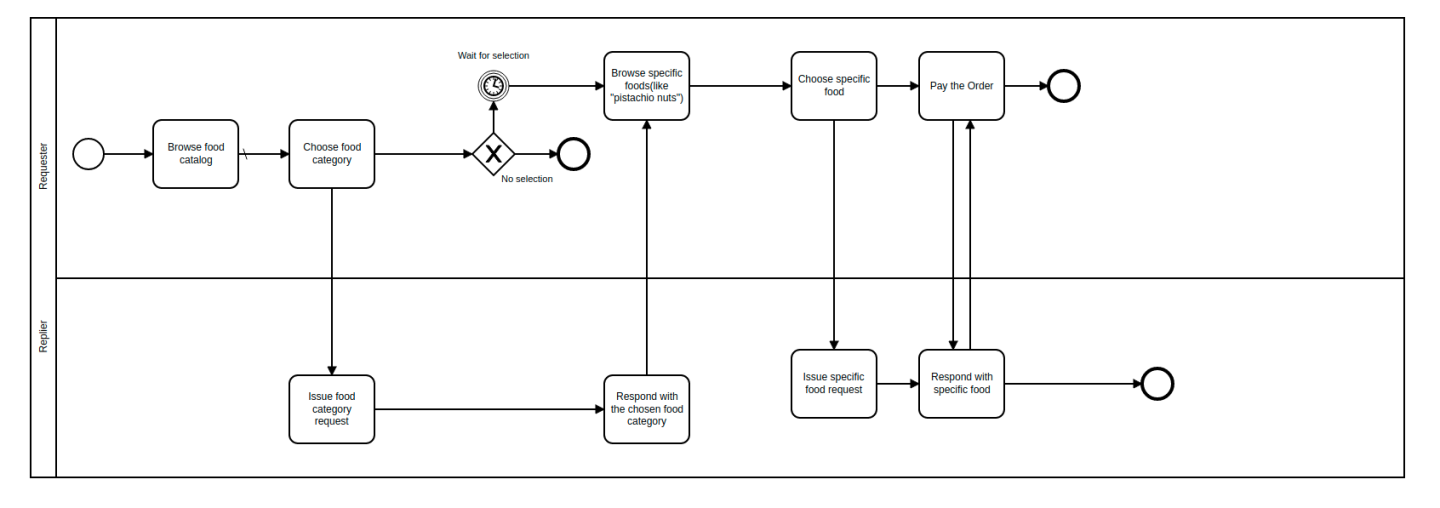 Requester
Wait for selection
Browse food
catalog
Choose food
category
No selection
Browse specific
foods(like
"pistachio nuts")
Choose specific
food
Pay the Order
Replier
Issue food
category
request
Respond with
the chosen food
category
Issue specific
food request
Respond with
specific food